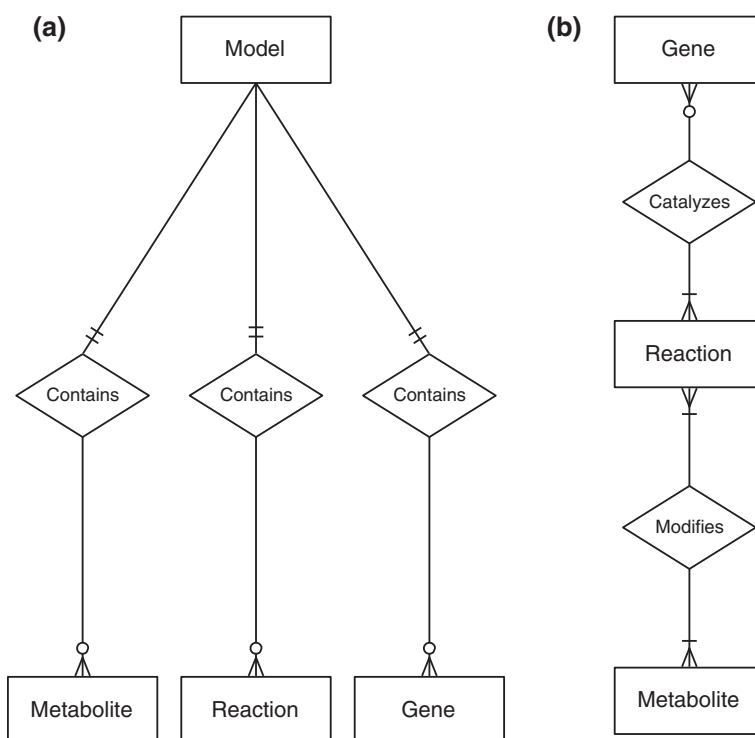 (a)
Model
Contains
Contains
Contains
Metabolite
Reaction
Gene
(b)
Gene
Catalyzes
Reaction
Modifies
Metabolite